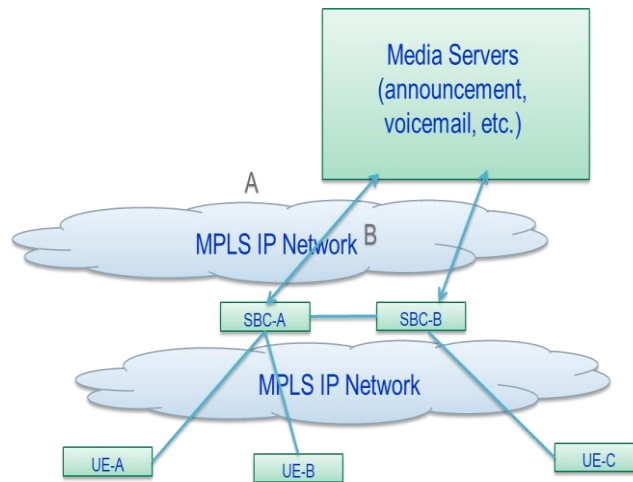 Media Servers
(announcement,
voicemail, etc.)
A
B
MPLS IP Network
SBC-A
SBC-B
MPLS IP Network
UE-A
UE-B
UE-C